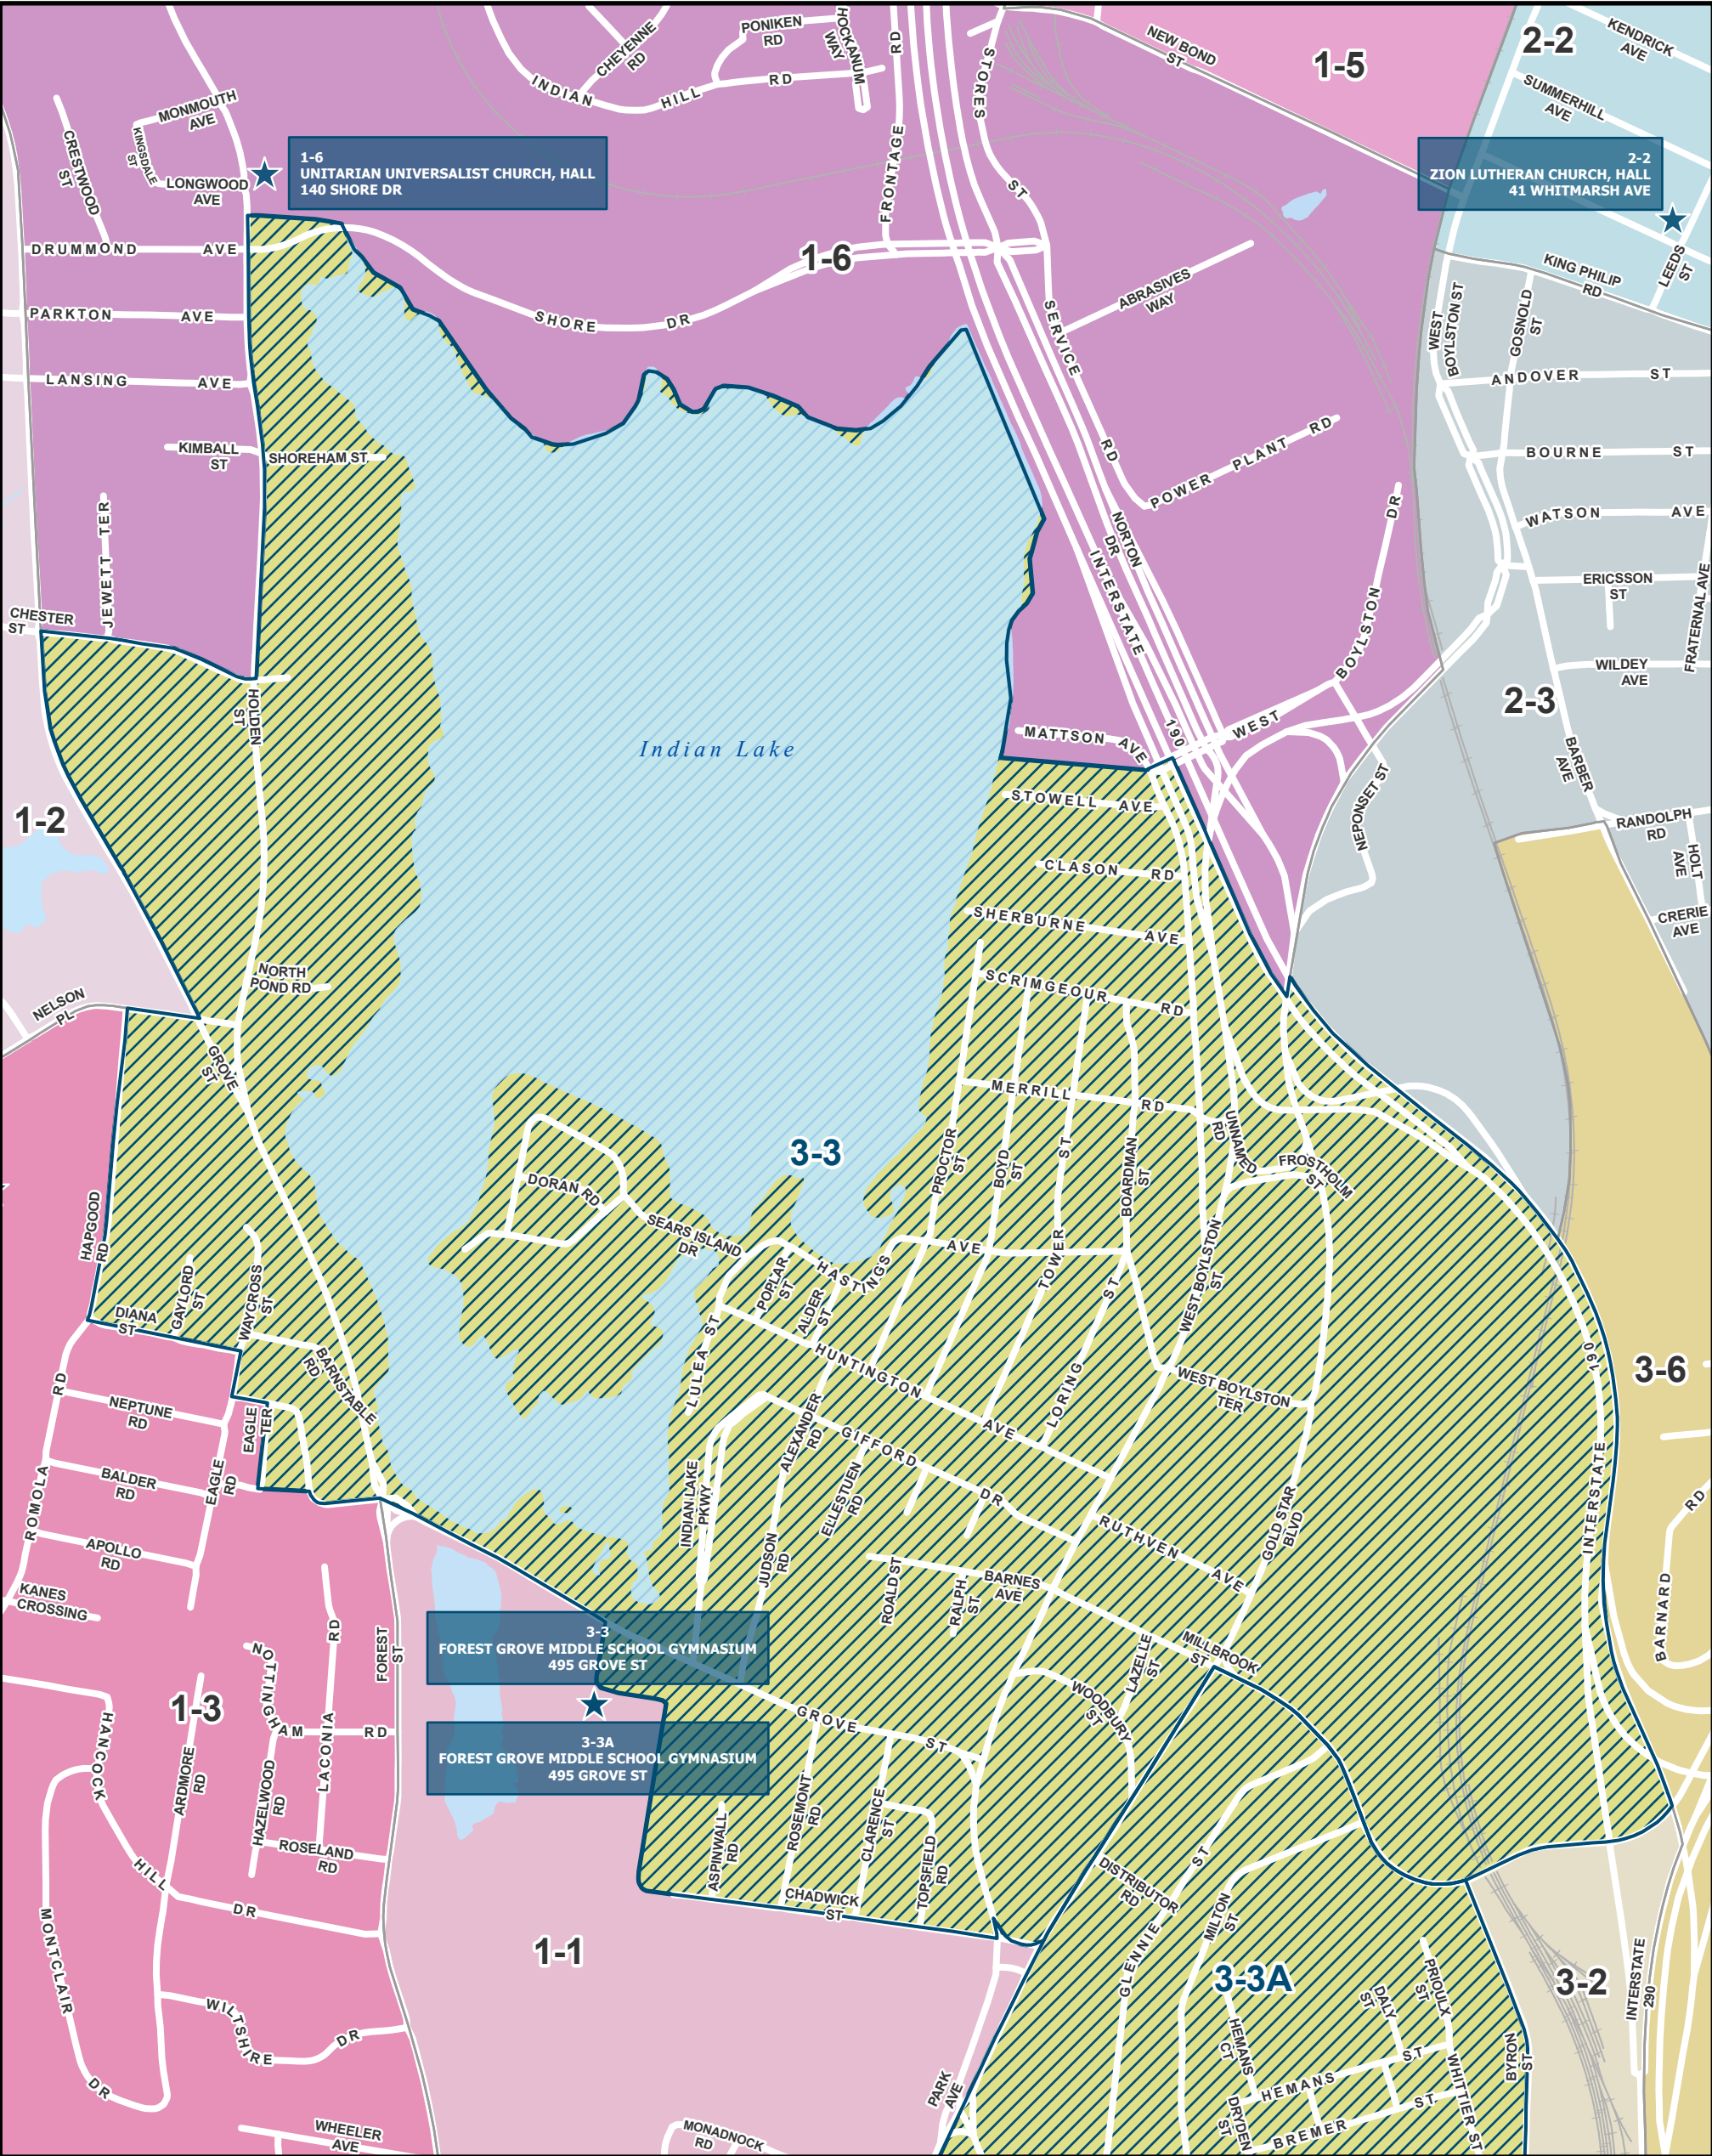 PONIKEN
RD
HOCKANUM
WAY
CHEYENNE
RD
INDIAN HILL RD
RD
FRONTAGE
STORES
ST
NEW BOND
ST
1-5
2-2
KENDRICK
AVE
SUMMERHILL
AVE
MONMOUTH
AVE
KINGSDALE
ST
CRESTWOOD
ST
LONGWOOD
AVE
1-6
UNITARIAN UNIVERSALIST CHURCH, HALL
140 SHORE DR
2-2
ZION LUTHERAN CHURCH, HALL
41 WHITMARSH AVE
LEEDS
ST
KING PHILIP
RD
DRUMMOND AVE
1-6
PARKTON AVE
SHORE DR
LANSING AVE
ABRASIVES
WAY
SERVICE
RD
WEST
BOYLSTON ST
GOSNOLD
ST
ANDOVER ST
KIMBALL
ST
SHOREHAM ST
POWER PLANT RD
BOURNE ST
WATSON AVE
JEWETT TER
NORTON
DR
INTERSTATE
190
ERICSSON
ST
FRATERNAL AVE
CHESTER
ST
WILDEY
AVE
2-3
HOLDEN
ST
Indian Lake
MATTSON AVE
WEST
BOYLSTON
DR
BARBER
AVE
NEPONSET ST
STOWELL AVE
1-2
RANDOLPH
RD
HOLT
AVE
CLASON RD
SHERBURNE AVE
CRERIE
AVE
NORTH
POND RD
SCRIMGEOUR RD
NELSON
PL
GROVE
ST
MERRILL RD
UNNAMED
RD
3-3
PROCTOR
ST
BOYD
ST
TOWER
ST
BOARDMAN
ST
FROSTHOLM
ST
DORAN RD
SEARS ISLAND
DR
HAPGOOD
RD
HASTINGS
AVE
POPLAR
ST
ALDER
ST
WEST BOYLSTON
ST
GAYLORD
ST
WAYCROSS
ST
DIANA
ST
LULEA ST
HUNTINGTON
AVE
LORING
ST
BARNSTABLE
RD
190
3-6
WEST BOYLSTON
TER
NEPTUNE
RD
EAGLE
TER
ALEXANDER
RD
GIFFORD
DR
ROMOLA
RD
BALDER
RD
EAGLE
RD
INDIAN LAKE
PKWY
ELLESTUEN
RD
GOLD STAR
BLVD
INTERSTATE
RD
APOLLO
RD
JUDSON
RD
RUTHVEN
AVE
KANES
CROSSING
ROALD ST
BARNES
AVE
RALPH
ST
BARNARD
FOREST
ST
RD
3-3
FOREST GROVE MIDDLE SCHOOL GYMNASIUM
495 GROVE ST
MILLBROOK
ST
LAZELLE
ST
NOTTINGHAM RD
WOODBURY
ST
1-3
GROVE
ST
3-3A
FOREST GROVE MIDDLE SCHOOL GYMNASIUM
495 GROVE ST
HANCOCK
HILL
DR
ARDMORE
RD
HAZELWOOD
RD
LACONIA
ROSELAND
RD
ASPINWALL
RD
ROSEMONT
RD
CLARENCE
ST
TOPSFIELD
RD
CHADWICK
ST
DISTRIBUTOR
RD
MILTON
ST
GLENNIE
ST
1-1
3-3A
3-2
INTERSTATE
290
MONTCLAIR
DR
WILTSHIRE
DR
PRIOULX
ST
DALY
ST
HEMANS
CT
BYRON
ST
HEMANS
ST
WHITTIER ST
PARK
AVE
DRYDEN
ST
BREMER
ST
WHEELER
AVE
MONADNOCK
RD